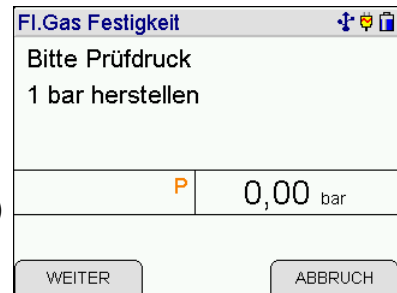 Fl.Gas Festigkeit
Bitte Prüfdruck
1 bar herstellen
P 0,00 bar
WEITER ABBRUCH